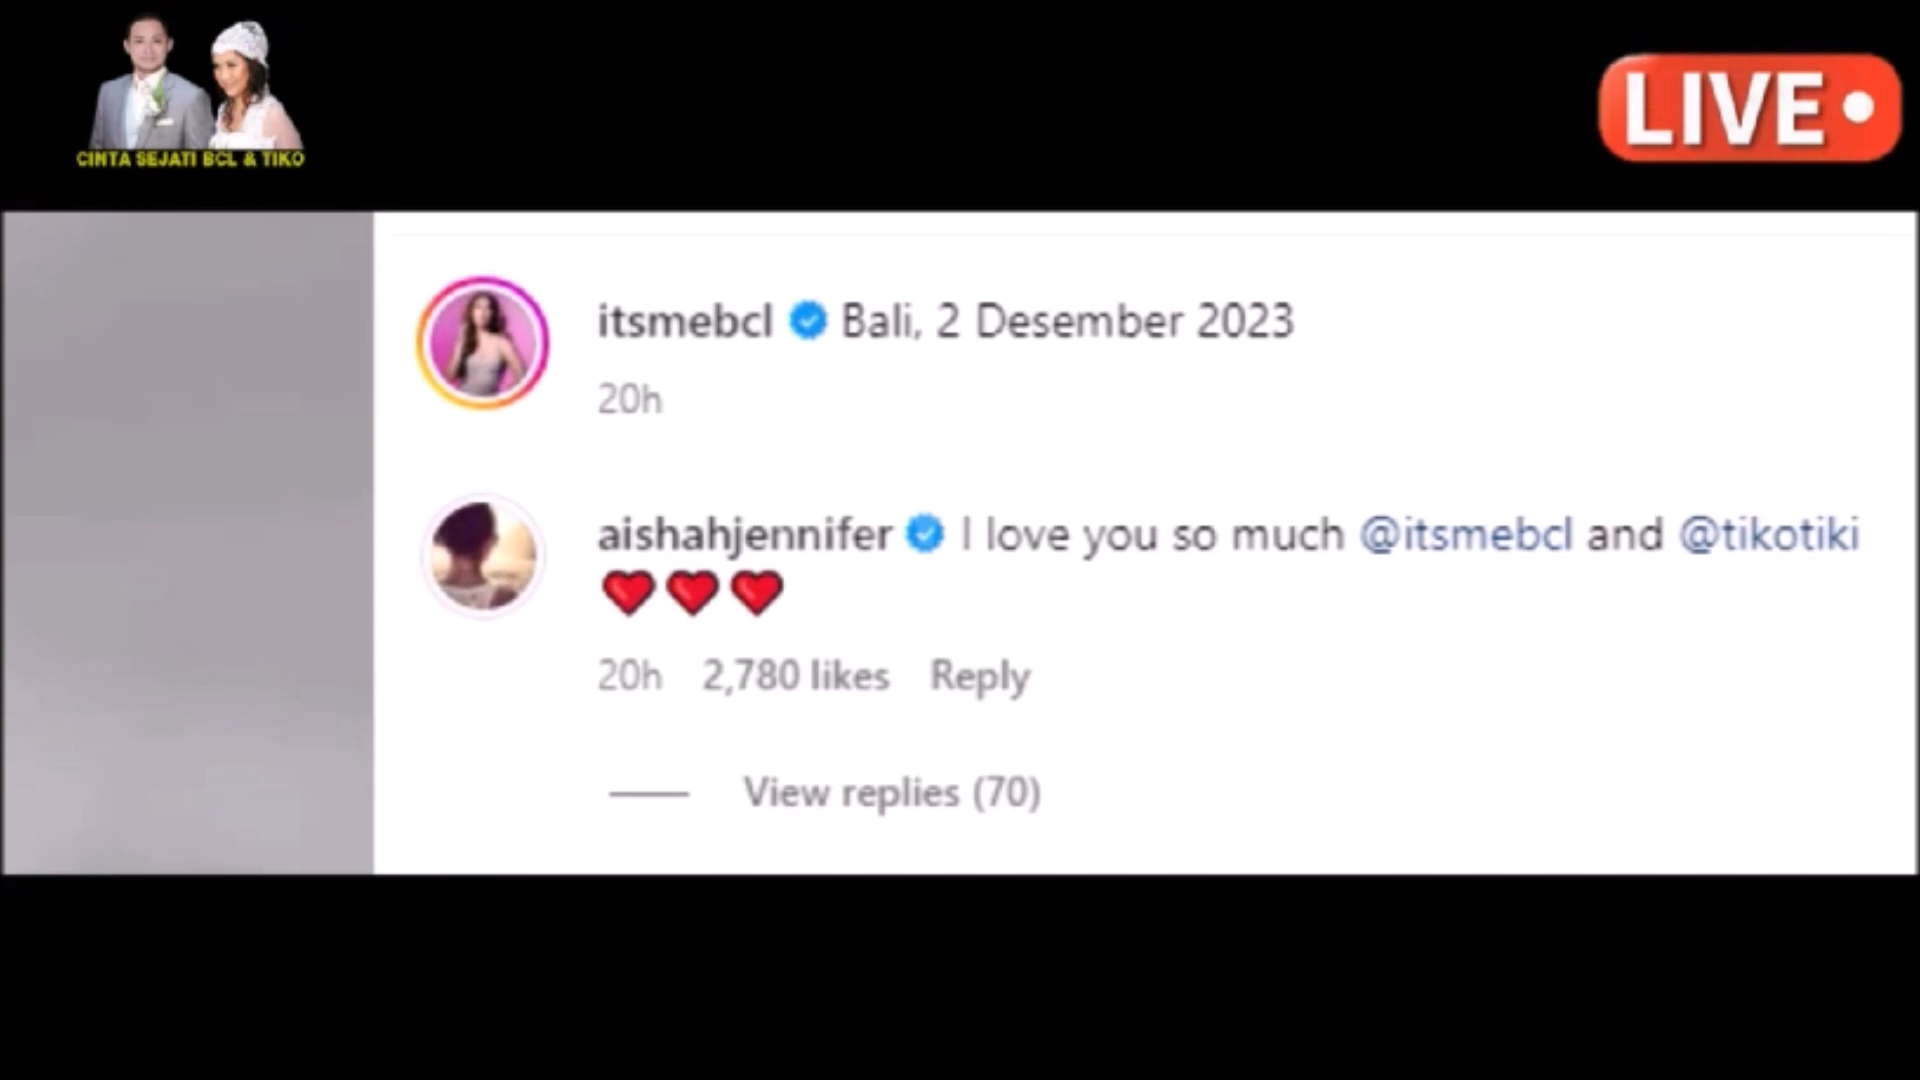 CINTA SEJATI BCL & TIKO
LIVE
itsmebcl Bali, 2 Desember 2023
20h
aishahjennifer I love you so much @itsmebcl and @tikotiki
❤️❤️❤️
20h 2,780 likes Reply
View replies (70)